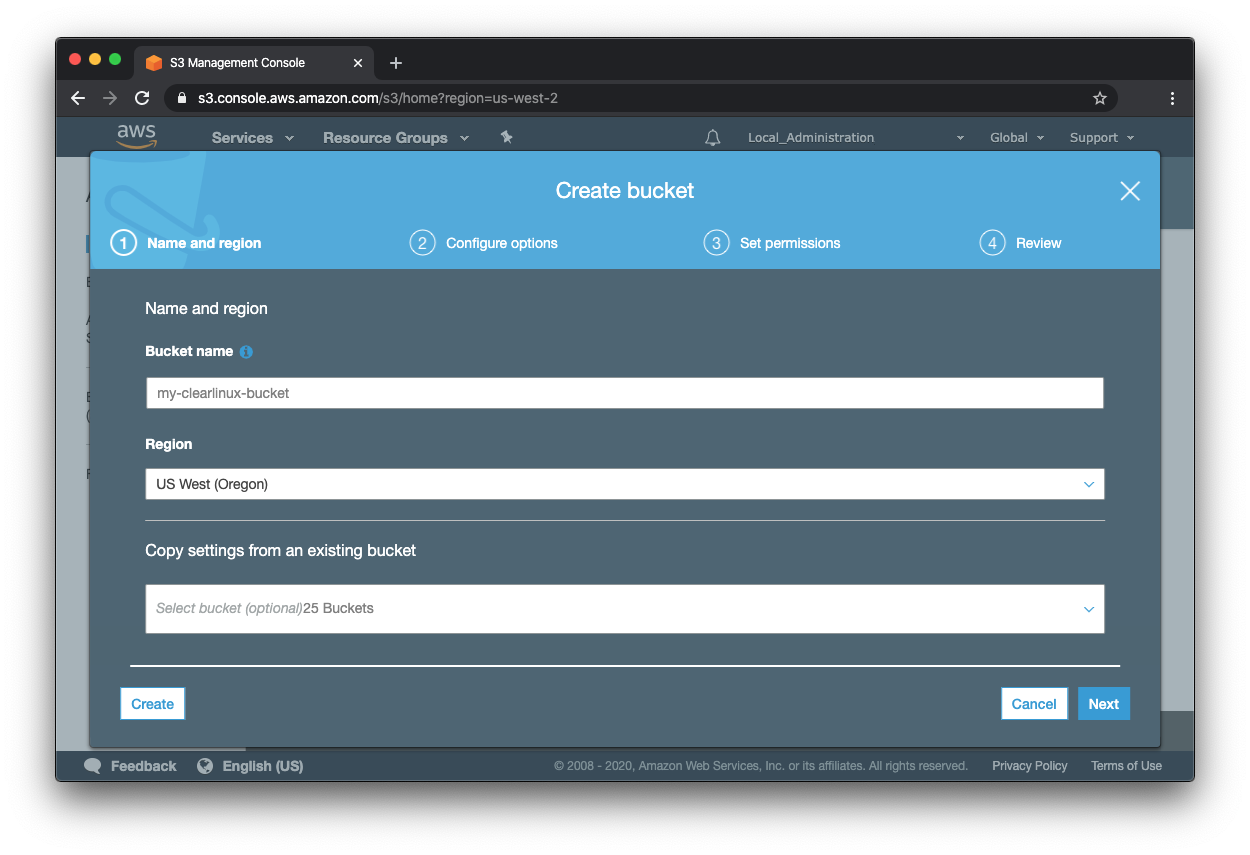 S3 Management Console
s3.console.aws.amazon.com/s3/home?region=us-west-2
aws Services Resource Groups Local_Administration Global Support
Create bucket
1 Name and region 2 Configure options 3 Set permissions 4 Review
Name and region
Bucket name
my-clearlinux-bucket
Region
US West (Oregon)
Copy settings from an existing bucket
Select bucket (optional)25 Buckets
Create Cancel Next
Feedback English (US) © 2008 - 2020, Amazon Web Services, Inc. or its affiliates. All rights reserved. Privacy Policy Terms of Use